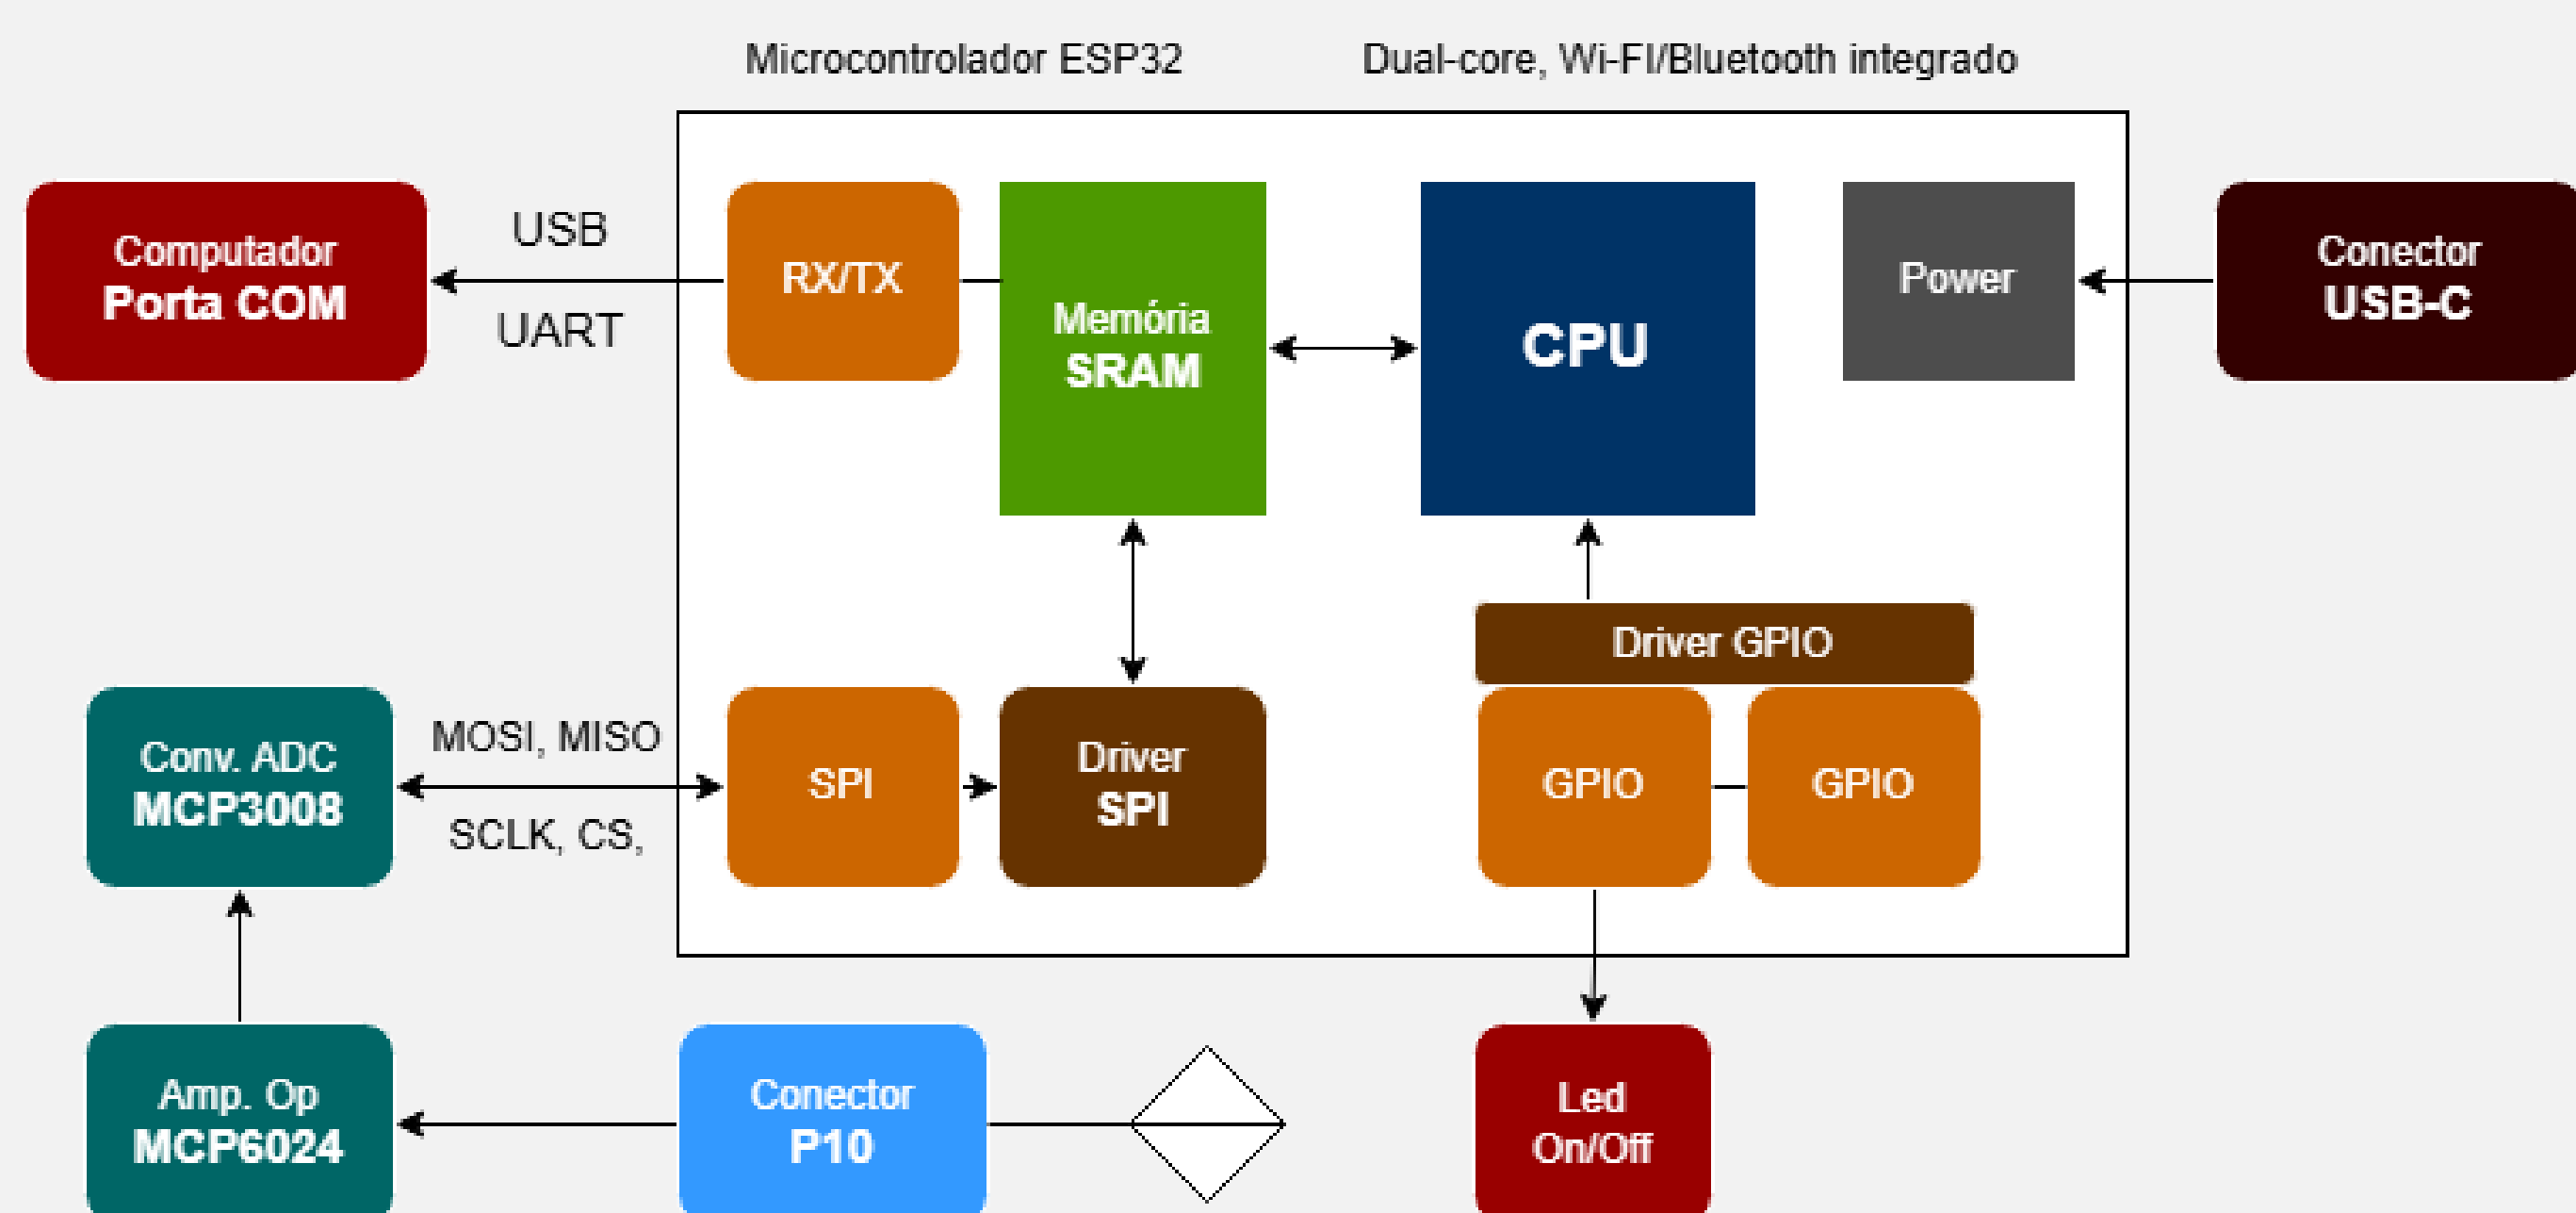 Microcontrolador ESP32
Dual-core, Wi-FI/Bluetooth integrado
Computador
Porta COM
USB
UART
RX/TX
Memória
SRAM
CPU
Power
Conector
USB-C
Driver GPIO
Conv. ADC
MCP3008
MOSI, MISO
SCLK, CS,
SPI
Driver
SPI
GPIO
GPIO
Amp. Op
MCP6024
Conector
P10
Led
On/Off